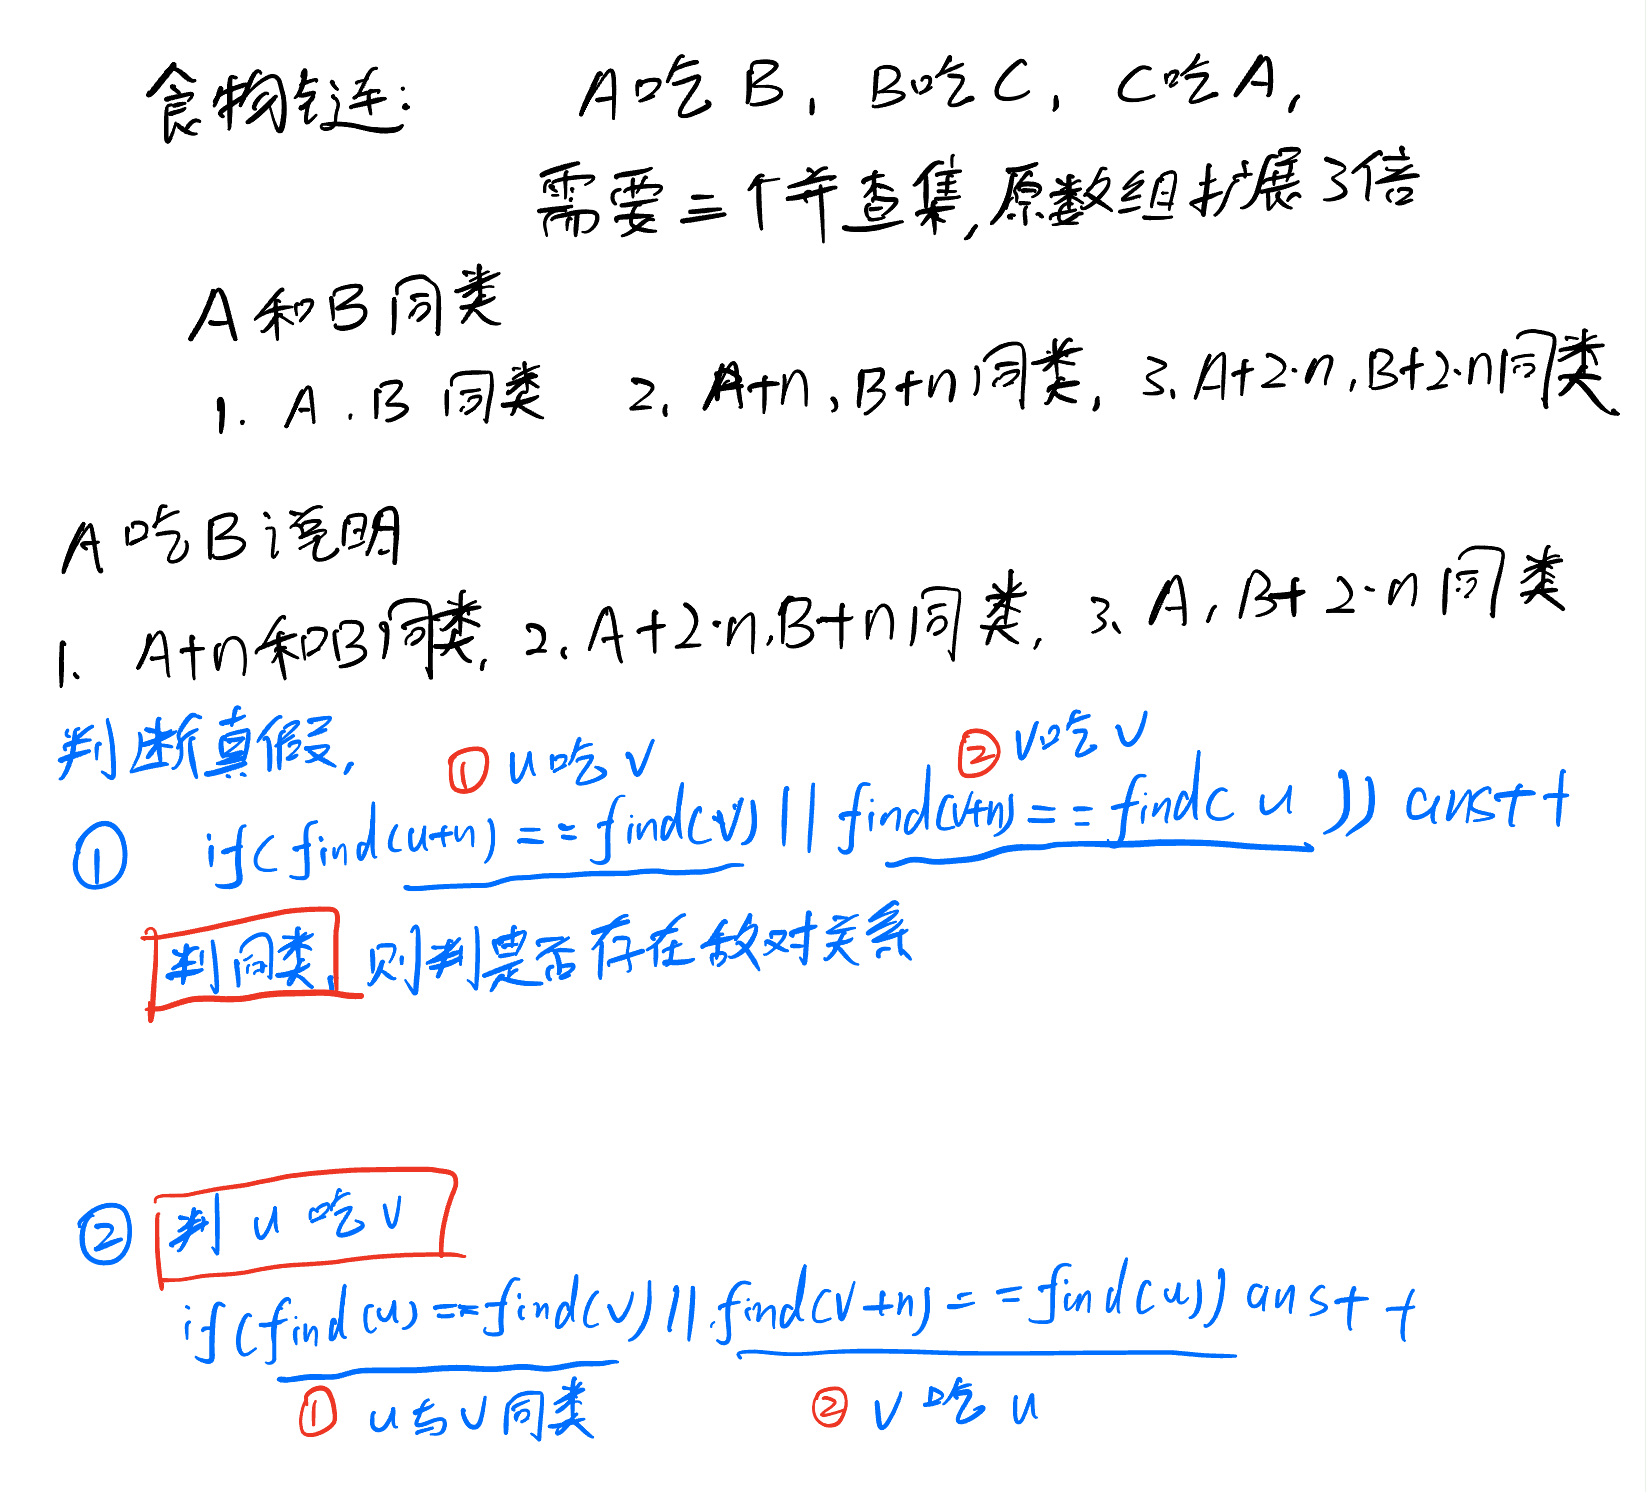 食物链: A吃B, B吃C, C吃A,
需要三个并查集,原数组扩展3倍
A和B同类
1. A.B同类 2. A+n,B+n同类, 3. A+2·n,B+2·n同类
A吃B说明
1. A+n和B同类, 2. A+2·n,B+n同类, 3. A,B+2·n同类
判断真假, ① u吃v ② v吃v
① if(find(u+n)==find(v)||find(v+n)==find(u)) ans++
判同类, 则判是否存在敌对关系
② 判u吃v
if(find(u)==find(v)||find(v+n)==find(u)) ans++
① u与v同类 ② v吃u